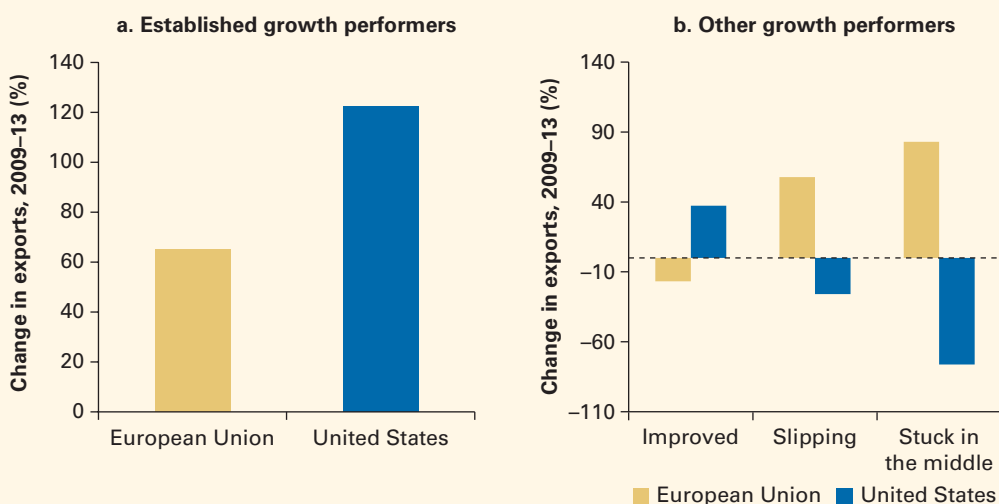 a. Established growth performers
Change in exports, 2009–13 (%)
140
120
100
80
60
40
20
0
European Union
United States
b. Other growth performers
Change in exports, 2009–13 (%)
140
90
40
–10
–60
–110
Improved
Slipping
Stuck in
the middle
European Union
United States